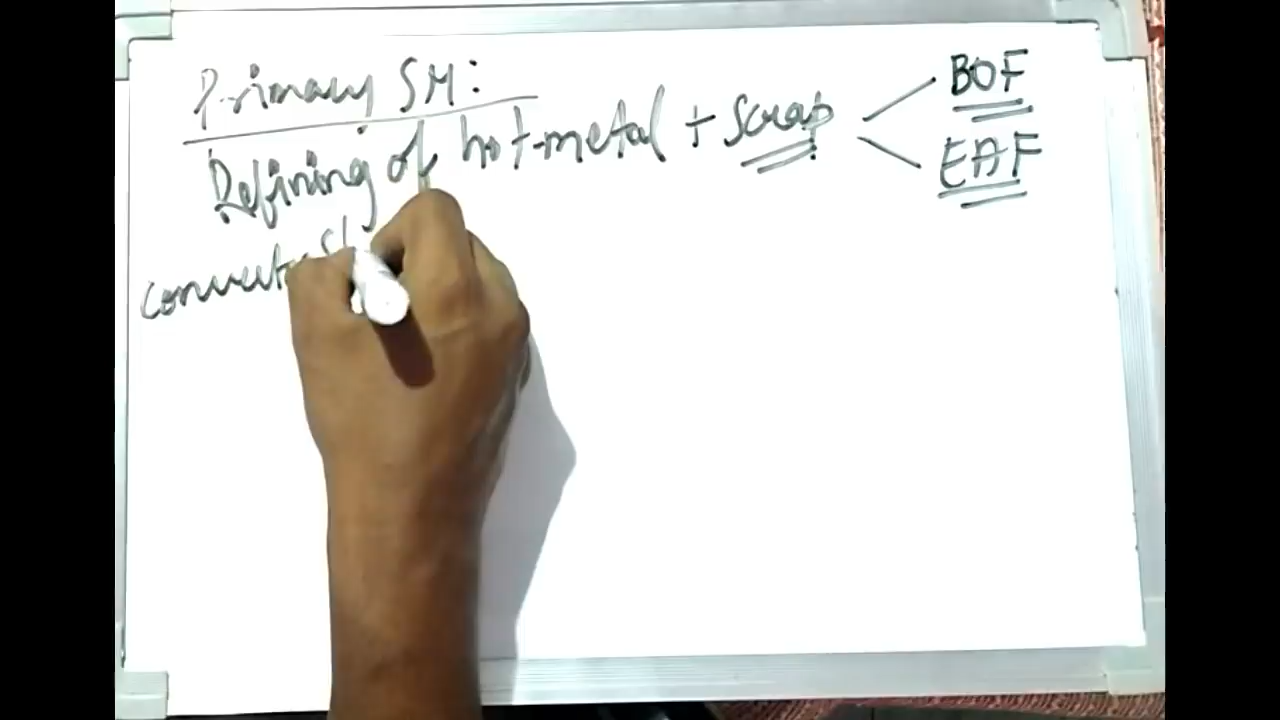 Primary SM:
Refining of hot-metal + Scrap
BOF
EAF